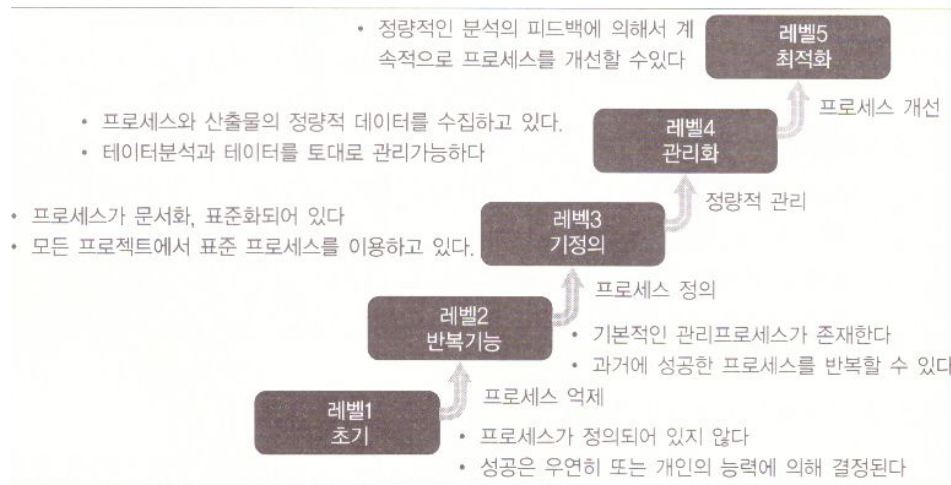 • 정량적인 분석의 피드백에 의해서 계
속적으로 프로세스를 개선할 수있다
레벨5
최적화
프로세스 개선
• 프로세스와 산출물의 정량적 데이터를 수집하고 있다.
• 테이터분석과 테이터를 토대로 관리가능하다
레벨4
관리화
정량적 관리
• 프로세스가 문서화, 표준화되어 있다
• 모든 프로젝트에서 표준 프로세스를 이용하고 있다.
레벡3
기정의
프로세스 정의
레벨2
반복기능
• 기본적인 관리프로세스가 존재한다
• 과거에 성공한 프로세스를 반복할 수 있다
프로세스 억제
레벨1
초기
• 프로세스가 정의되어 있지 않다
• 성공은 우연히 또는 개인의 능력에 의해 결정된다